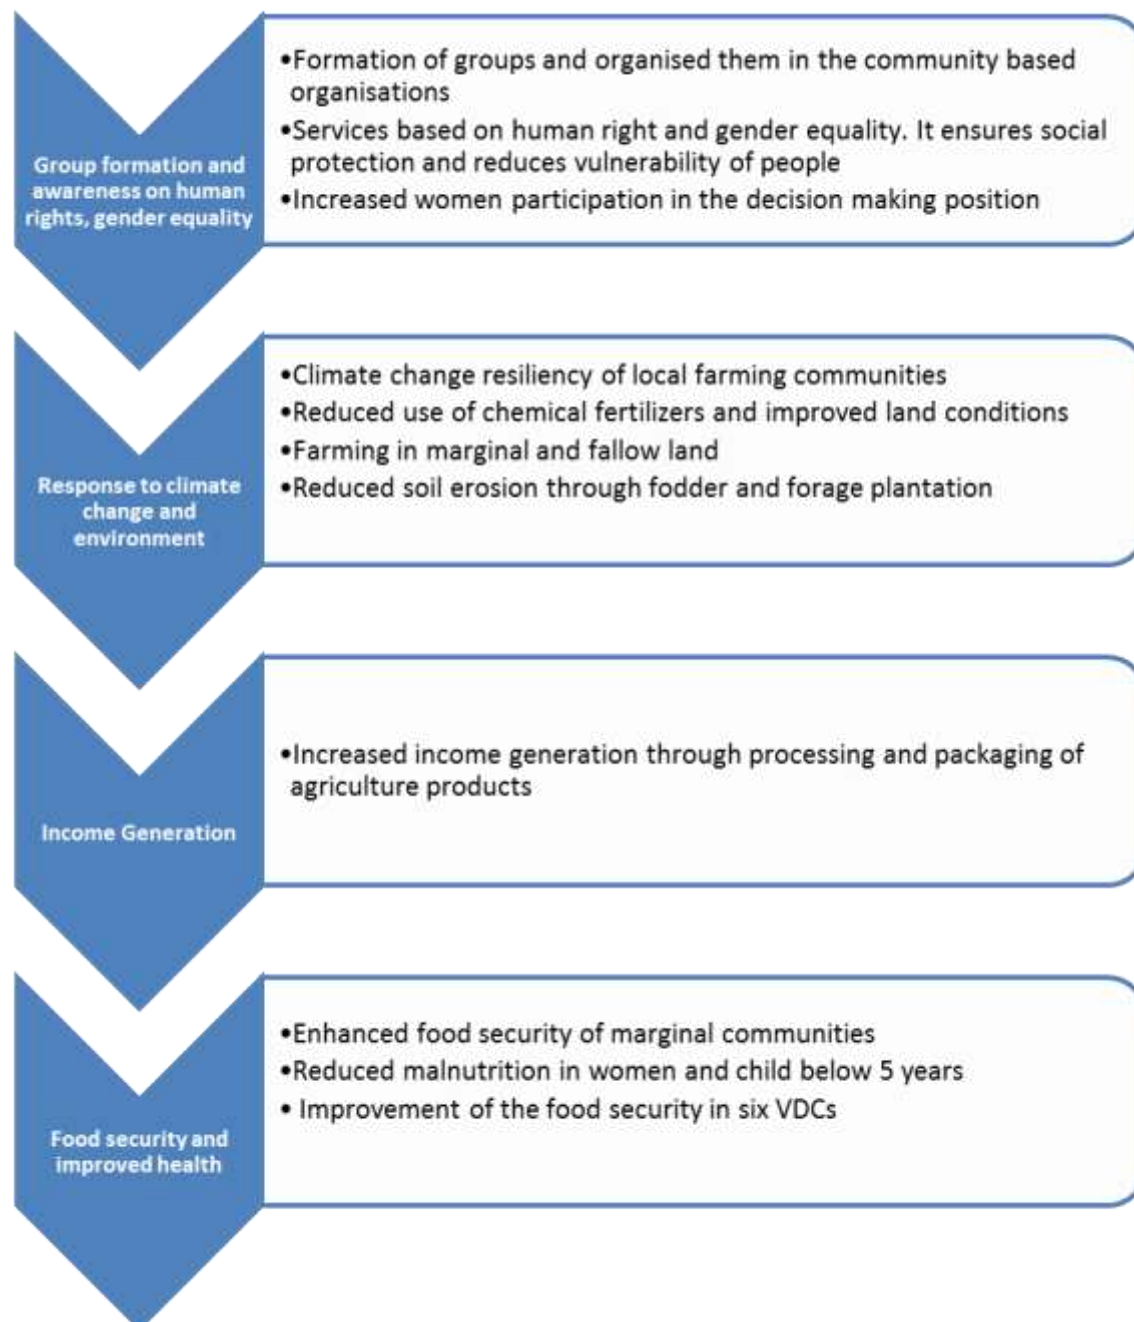 Group formation and
awareness on human
rights, gender equality
•Formation of groups and organised them in the community based
organisations
•Services based on human right and gender equality. It ensures social
protection and reduces vulnerability of people
•Increased women participation in the decision making position
Response to climate
change and
environment
•Climate change resiliency of local farming communities
•Reduced use of chemical fertilizers and improved land conditions
•Farming in marginal and fallow land
•Reduced soil erosion through fodder and forage plantation
Income Generation
•Increased income generation through processing and packaging of
agriculture products
Food security and
improved health
•Enhanced food security of marginal communities
•Reduced malnutrition in women and child below 5 years
• Improvement of the food security in six VDCs